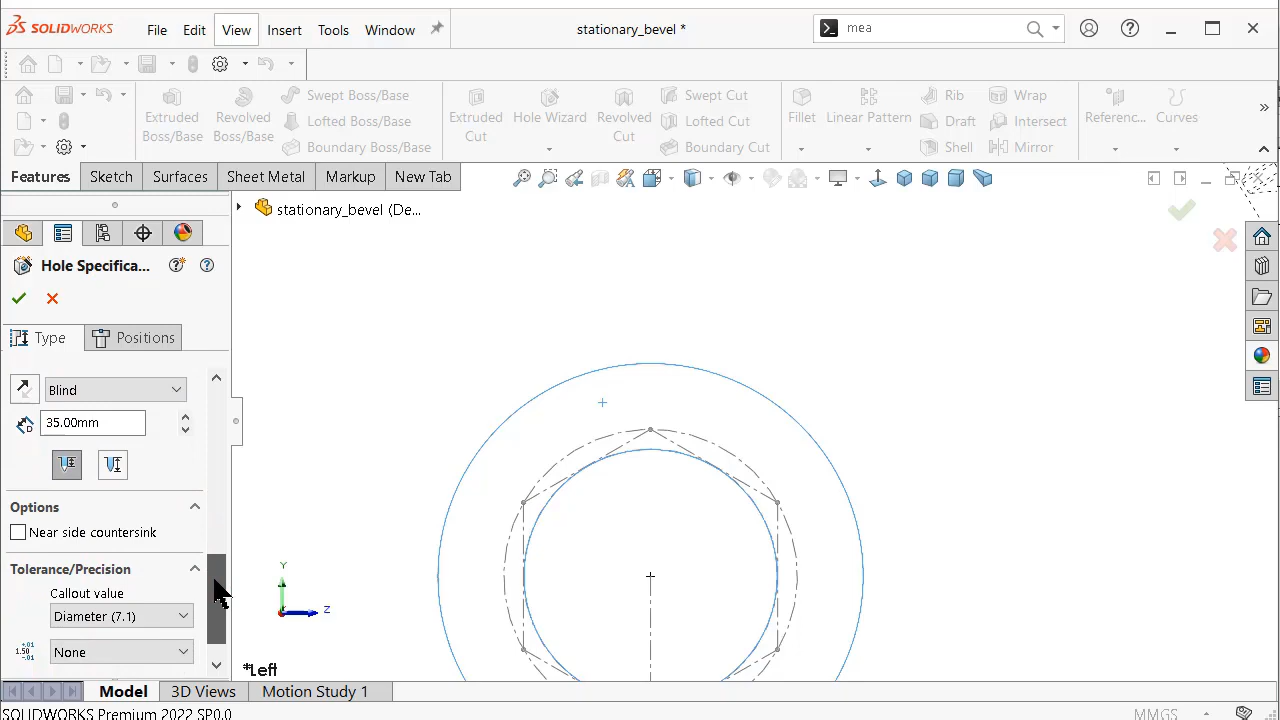 SOLIDWORKS File Edit View Insert Tools Window stationary_bevel * mea
Extruded Boss/Base Revolved Boss/Base Swept Boss/Base Lofted Boss/Base Boundary Boss/Base Extruded Cut Hole Wizard Revolved Cut Swept Cut Lofted Cut Boundary Cut Fillet Linear Pattern Rib Draft Shell Wrap Intersect Mirror Referenc... Curves
Features Sketch Surfaces Sheet Metal Markup New Tab
stationary_bevel (De...
Hole Specifica...
Type Positions
Blind
35.00mm
Options
Near side countersink
Tolerance/Precision
Callout value
Diameter (7.1)
None
Y
Z
*Left
Model 3D Views Motion Study 1
SOLIDWORKS Premium 2022 SP0.0 MMGS